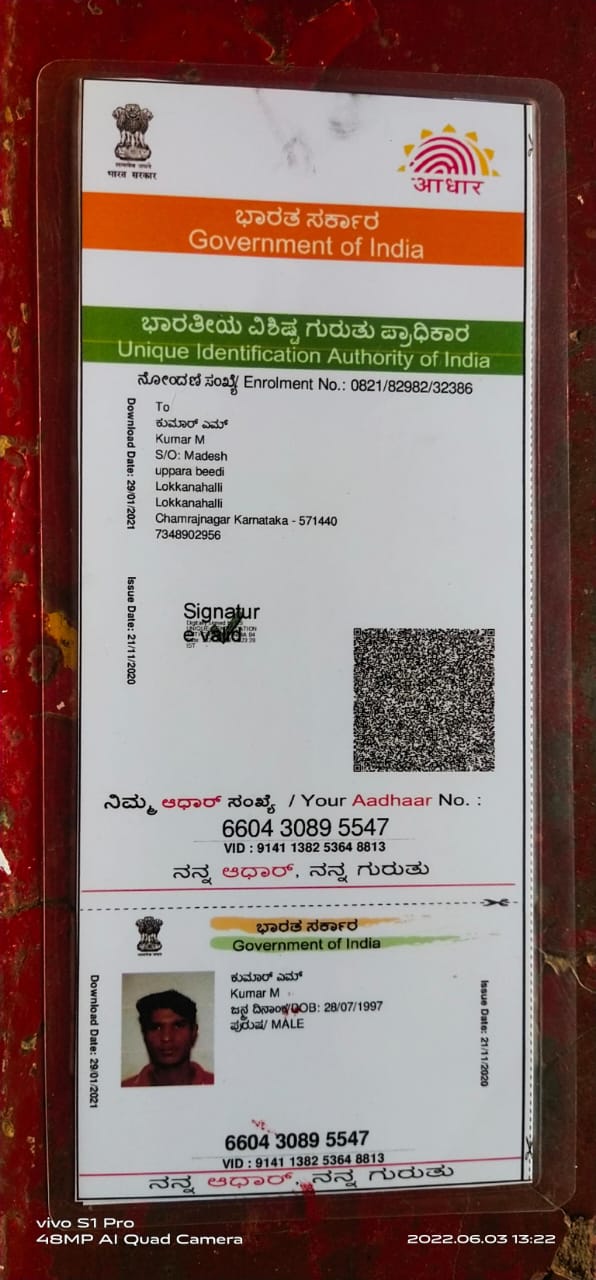 भारत सरकार
आधार
ಭಾರತ ಸರ್ಕಾರ
Government of India
ಭಾರತೀಯ ವಿಶಿಷ್ಟ ಗುರುತು ಪ್ರಾಧಿಕಾರ
Unique Identification Authority of India
ನೋಂದಣಿ ಸಂಖ್ಯೆ/ Enrolment No.: 0821/82982/32386
Download Date: 29/01/2021
To
ಕುಮಾರ್ ಎಮ್
Kumar M
S/O: Madesh
uppara beedi
Lokkanahalli
Lokkanahalli
Chamrajnagar Karnataka - 571440
7348902956
Issue Date: 21/11/2020
Signatur
e valid
ನಿಮ್ಮ ಆಧಾರ್ ಸಂಖ್ಯೆ / Your Aadhaar No. :
6604 3089 5547
VID : 9141 1382 5364 8813
ನನ್ನ ಆಧಾರ್, ನನ್ನ ಗುರುತು
ಭಾರತ ಸರ್ಕಾರ
Government of India
Download Date: 29/01/2021
ಕುಮಾರ್ ಎಮ್
Kumar M
ಜನ್ಮ ದಿನಾಂಕ/DOB: 28/07/1997
ಪುರುಷ/ MALE
Issue Date: 21/11/2020
6604 3089 5547
VID : 9141 1382 5364 8813
ನನ್ನ ಆಧಾರ್, ನನ್ನ ಗುರುತು
vivo S1 Pro
48MP AI Quad Camera
2022.06.03 13:22